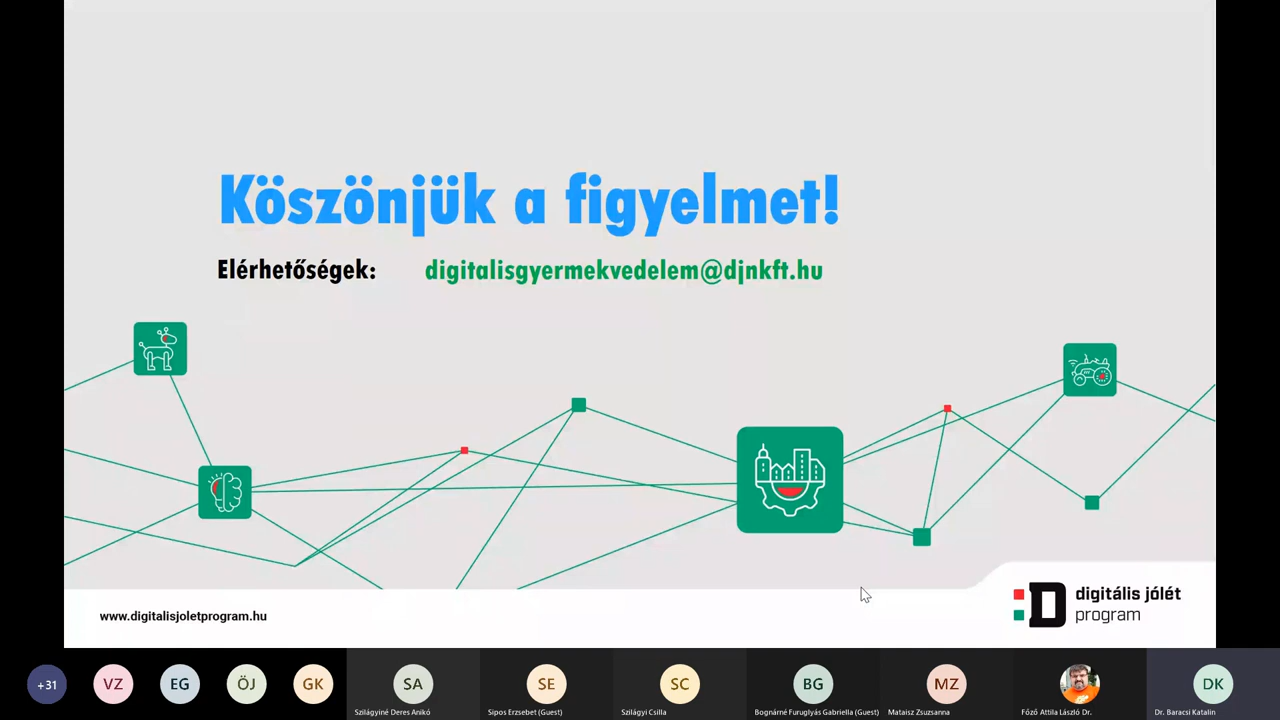 Köszönjük a figyelmet!
Elérhetőségek: digitalisgyermekvedelem@djnkft.hu
www.digitalisjoletprogram.hu
digitális jólét
program
+31
VZ
EG
ÖJ
GK
SA
SE
SC
BG
MZ
DK
Szilágyiné Deres Anikó
Sipos Erzsebet (Guest)
Szilágyi Csilla
Bognárné Furuglyás Gabriella (Guest)
Mataisz Zsuzsanna
Főző Attila László Dr.
Dr. Baracsi Katalin